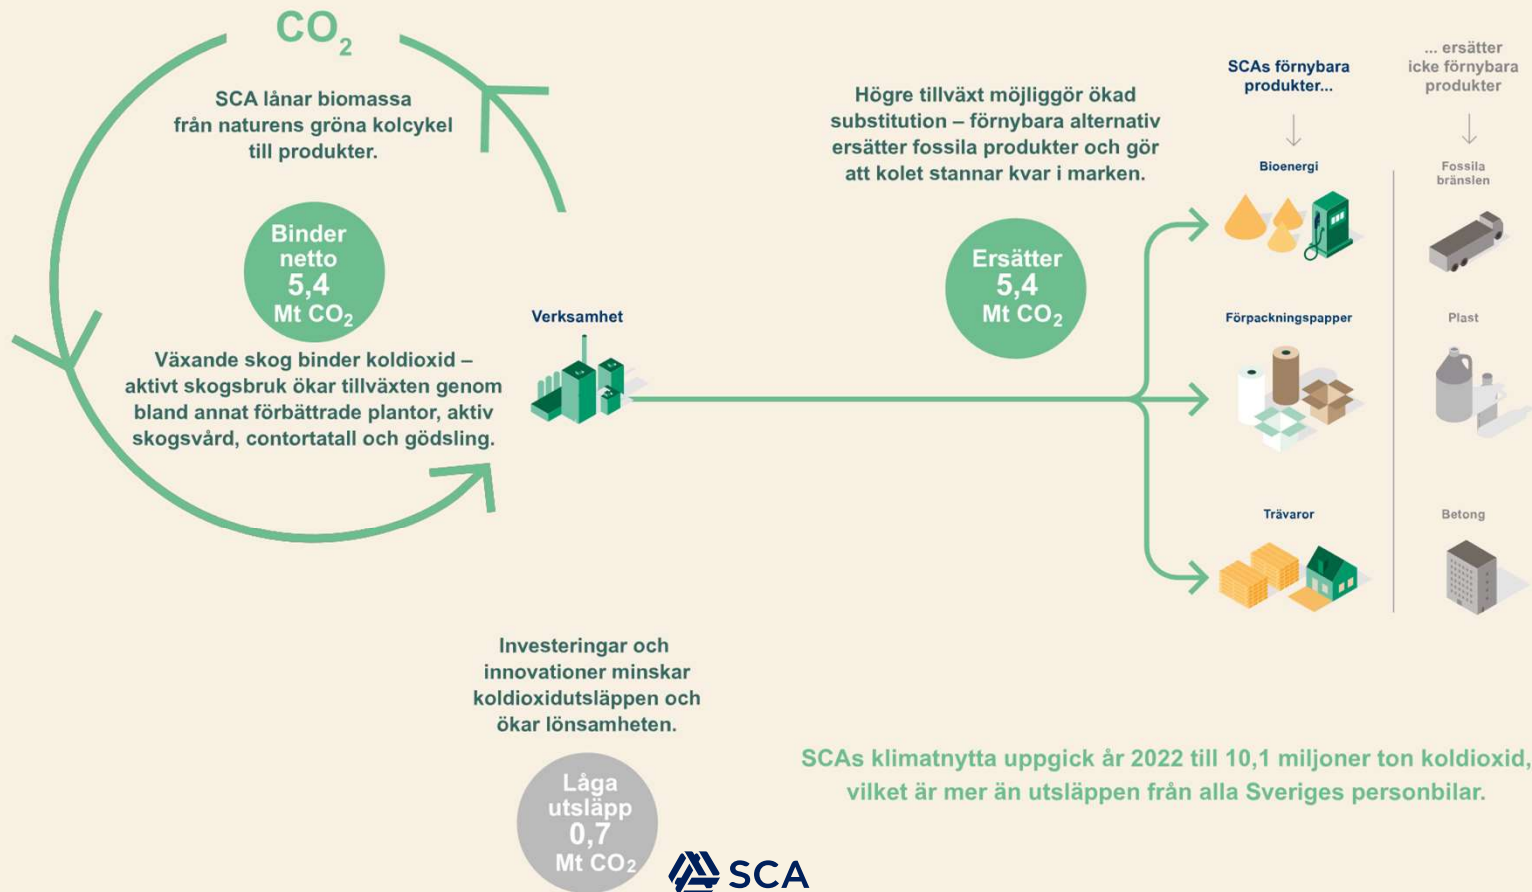 CO₂
SCA lånar biomassa
från naturens gröna kolcykel
till produkter.
Binder
netto
5,4
Mt CO₂
Växande skog binder koldioxid –
aktivt skogsbruk ökar tillväxten genom
bland annat förbättrade plantor, aktiv
skogsvård, contortatall och gödsling.
Verksamhet
Högre tillväxt möjliggör ökad
substitution – förnybara alternativ
ersätter fossila produkter och gör
att kolet stannar kvar i marken.
Ersätter
5,4
Mt CO₂
SCAs förnybara
produkter...
... ersätter
icke förnybara
produkter
Bioenergi
Fossila
bränslen
Förpackningspapper
Plast
Trävaror
Betong
Investeringar och
innovationer minskar
koldioxidutsläppen och
ökar lönsamheten.
Låga
utsläpp
0,7
Mt CO₂
SCAs klimatnytta uppgick år 2022 till 10,1 miljoner ton koldioxid,
vilket är mer än utsläppen från alla Sveriges personbilar.
SCA